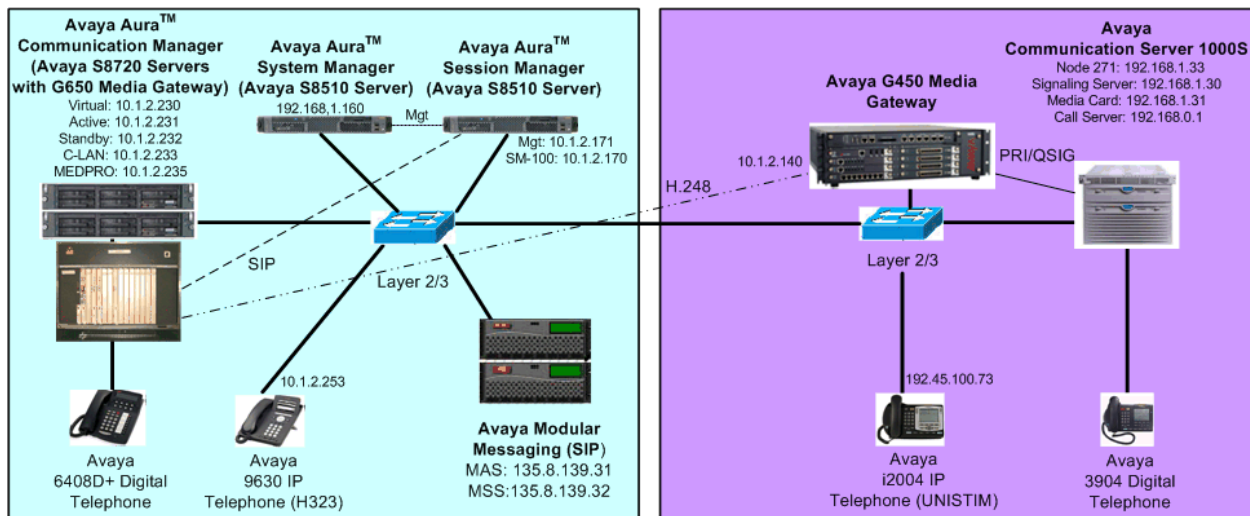 Avaya Aura™
Communication Manager
(Avaya S8720 Servers
with G650 Media Gateway)
Virtual: 10.1.2.230
Active: 10.1.2.231
Standby: 10.1.2.232
C-LAN: 10.1.2.233
MEDPRO: 10.1.2.235
Avaya Aura™
System Manager
(Avaya S8510 Server)
192.168,1.160
Mgt
Avaya Aura™
Session Manager
(Avaya S8510 Server)
Mgt: 10.1.2.171
SM-100: 10.1.2.170
SIP
Layer 2/3
H.248
Avaya
6408D+ Digital
Telephone
10.1.2.253
Avaya
9630 IP
Telephone (H323)
Avaya Modular
Messaging (SIP)
MAS: 135.8.139.31
MSS:135.8.139.32
Avaya G450 Media
Gateway
10.1.2.140
PRI/QSIG
Avaya
Communication Server 1000S
Node 271: 192.168.1.33
Signaling Server: 192.168.1.30
Media Card: 192.168.1.31
Call Server: 192.168.0.1
Layer 2/3
192.45.100.73
Avaya
i2004 IP
Telephone (UNISTIM)
Avaya
3904 Digital
Telephone